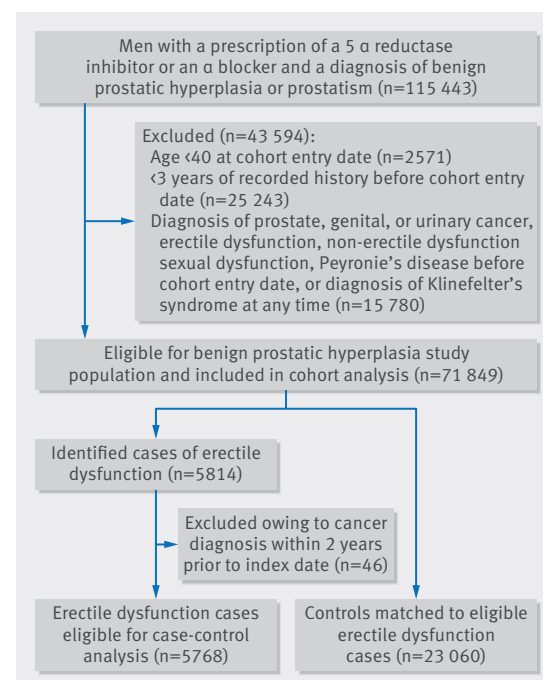 Men with a prescription of a 5 α reductase
inhibitor or an α blocker and a diagnosis of benign
prostatic hyperplasia or prostatism (n=115 443)
Excluded (n=43 594):
Age <40 at cohort entry date (n=2571)
<3 years of recorded history before cohort entry
date (n=25 243)
Diagnosis of prostate, genital, or urinary cancer,
erectile dysfunction, non-erectile dysfunction
sexual dysfunction, Peyronie’s disease before
cohort entry date, or diagnosis of Klinefelter’s
syndrome at any time (n=15 780)
Eligible for benign prostatic hyperplasia study
population and included in cohort analysis (n=71 849)
Identified cases of erectile
dysfunction (n=5814)
Excluded owing to cancer
diagnosis within 2 years
prior to index date (n=46)
Erectile dysfunction cases
eligible for case-control
analysis (n=5768)
Controls matched to eligible
erectile dysfunction
cases (n=23 060)